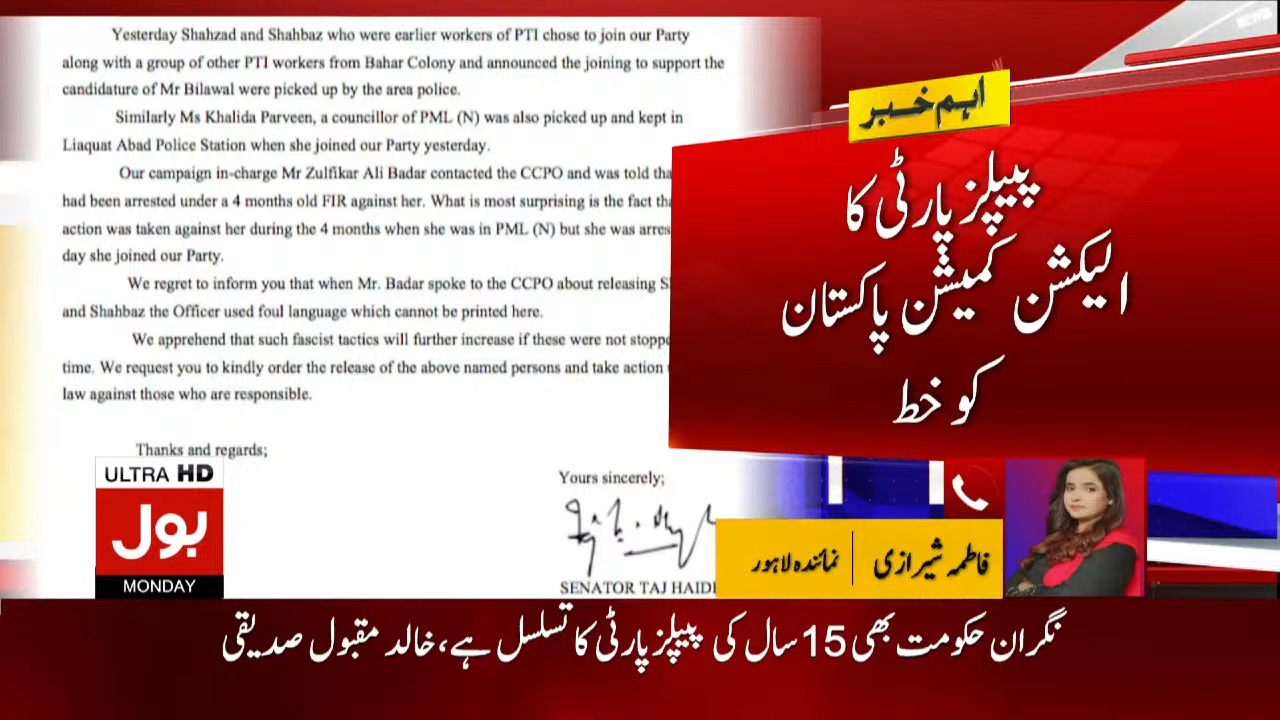 Yesterday Shahzad and Shahbaz who were earlier workers of PTI chose to join our Party
along with a group of other PTI workers from Bahar Colony and announced the joining to support the
candidature of Mr Bilawal were picked up by the area police.
Similarly Ms Khalida Parveen, a councillor of PML (N) was also picked up and kept in
Liaquat Abad Police Station when she joined our Party yesterday.
Our campaign in-charge Mr Zulfikar Ali Badar contacted the CCPO and was told
had been arrested under a 4 months old FIR against her. What is most surprising is the fact
action was taken against her during the 4 months when she was in PML (N) but she was
day she joined our Party.
We regret to inform you that when Mr. Badar spoke to the CCPO about releasing
and Shahbaz the Officer used foul language which cannot be printed here.
We apprehend that such fascist tactics will further increase if these were not
time. We request you to kindly order the release of the above named persons and take action
law against those who are responsible.
Thanks and regards;
Yours sincerely;
SENATOR TAJ
اہم خبر
پیپلز پارٹی کا
الیکشن کمیشن پاکستان
کو خط
ULTRA HD
بول
MONDAY
فاطمہ شیرازی
نمائندہ لاہور
نگران حکومت بھی 15 سال کی پیپلز پارٹی کا تسلسل ہے، خالد مقبول صدیقی
NEWS